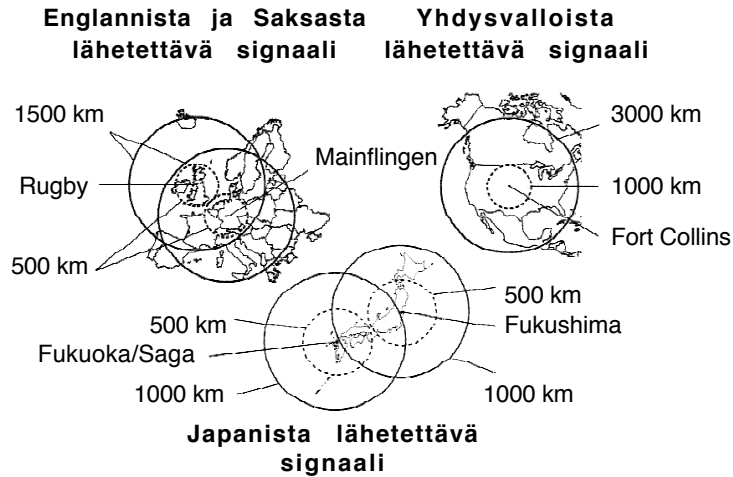 Englannista ja Saksasta
lähetettävä signaali
Yhdysvalloista
lähetettävä signaali
1500 km
Rugby
500 km
Mainflingen
3000 km
1000 km
Fort Collins
500 km
Fukuoka/Saga
1000 km
500 km
Fukushima
1000 km
Japanista lähetettävä
signaali